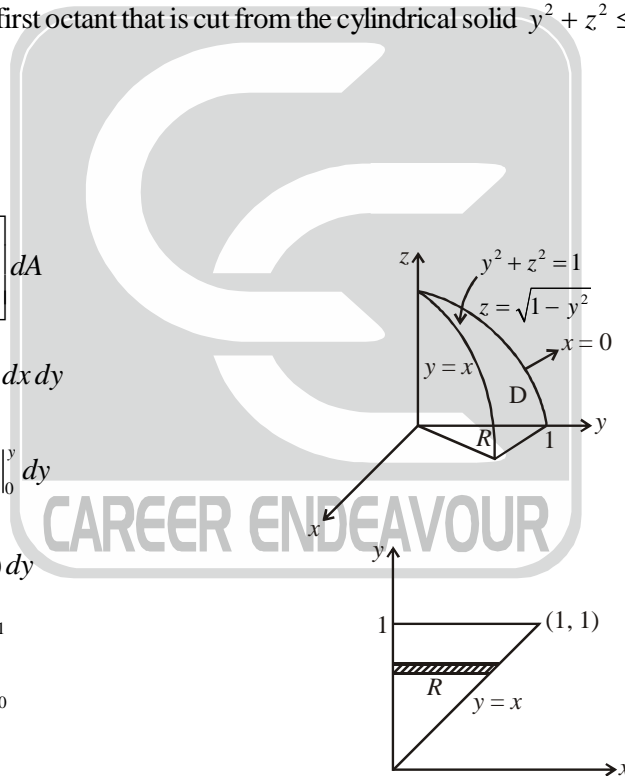 first octant that is cut from the cylindrical solid y² + z² ≤
dA
z
y² + z² = 1
z = √(1 − y²)
x = 0
dx dy
y = x
D
R
1
y
|₀ʸ dy
x
CAREER ENDEAVOUR
dy
y
1
1
(1, 1)
R
0
y = x
x